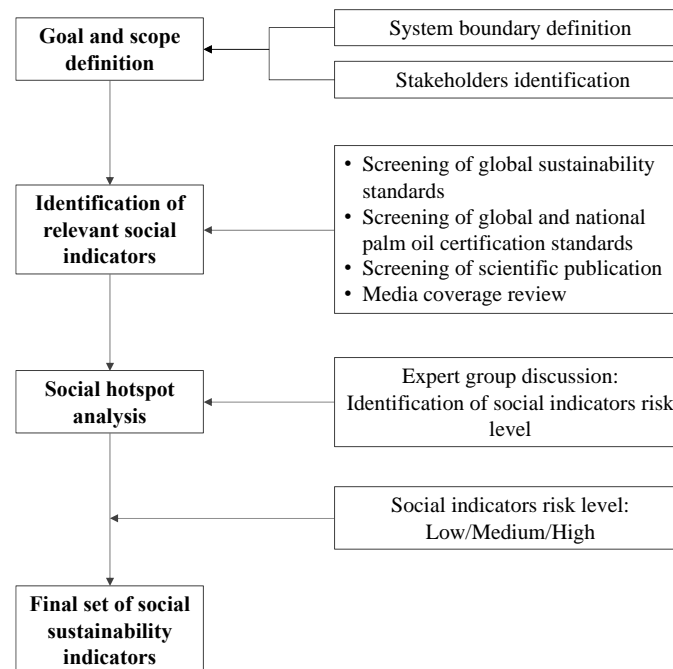 Goal and scope
definition
System boundary definition
Stakeholders identification
Identification of
relevant social
indicators
• Screening of global sustainability
standards
• Screening of global and national
palm oil certification standards
• Screening of scientific publication
• Media coverage review
Social hotspot
analysis
Expert group discussion:
Identification of social indicators risk
level
Social indicators risk level:
Low/Medium/High
Final set of social
sustainability
indicators